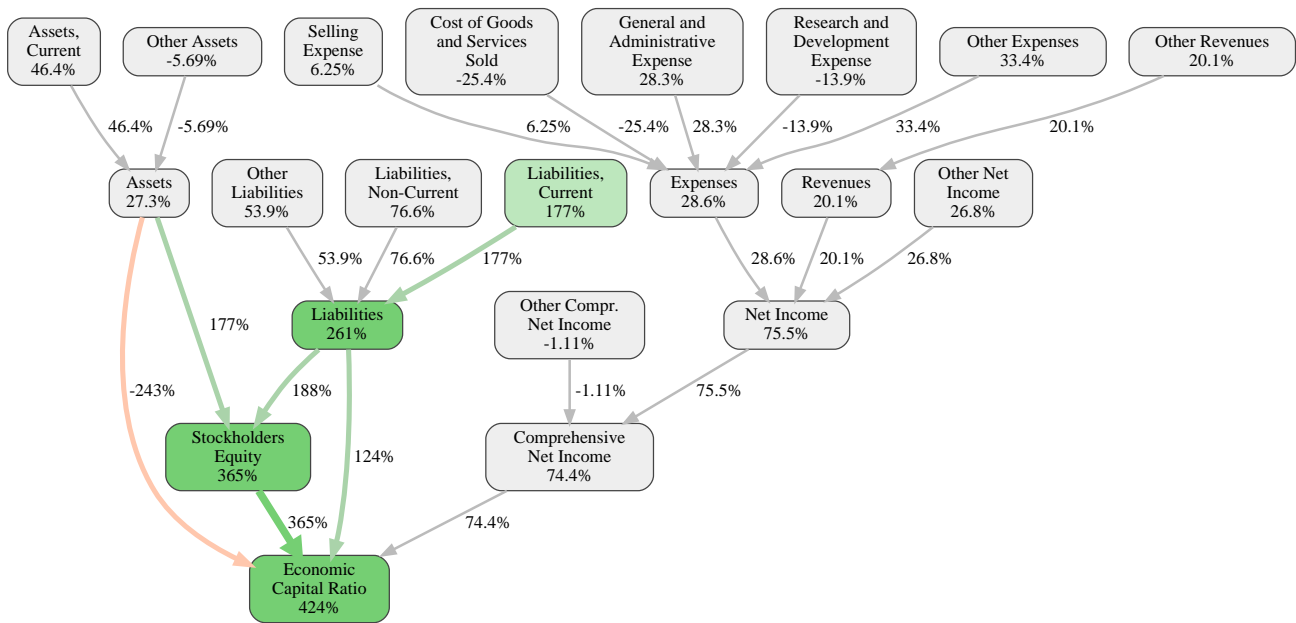 Assets,
Current
46.4%
Other Assets
-5.69%
Selling
Expense
6.25%
Cost of Goods
and Services
Sold
-25.4%
General and
Administrative
Expense
28.3%
Research and
Development
Expense
-13.9%
Other Expenses
33.4%
Other Revenues
20.1%
46.4%
-5.69%
6.25%
-25.4%
28.3%
-13.9%
33.4%
20.1%
Assets
27.3%
Other
Liabilities
53.9%
Liabilities,
Non-Current
76.6%
Liabilities,
Current
177%
Expenses
28.6%
Revenues
20.1%
Other Net
Income
26.8%
53.9%
76.6%
177%
28.6%
20.1%
26.8%
Liabilities
261%
Other Compr.
Net Income
-1.11%
Net Income
75.5%
177%
-243%
188%
-1.11%
75.5%
Stockholders
Equity
365%
124%
Comprehensive
Net Income
74.4%
365%
74.4%
Economic
Capital Ratio
424%